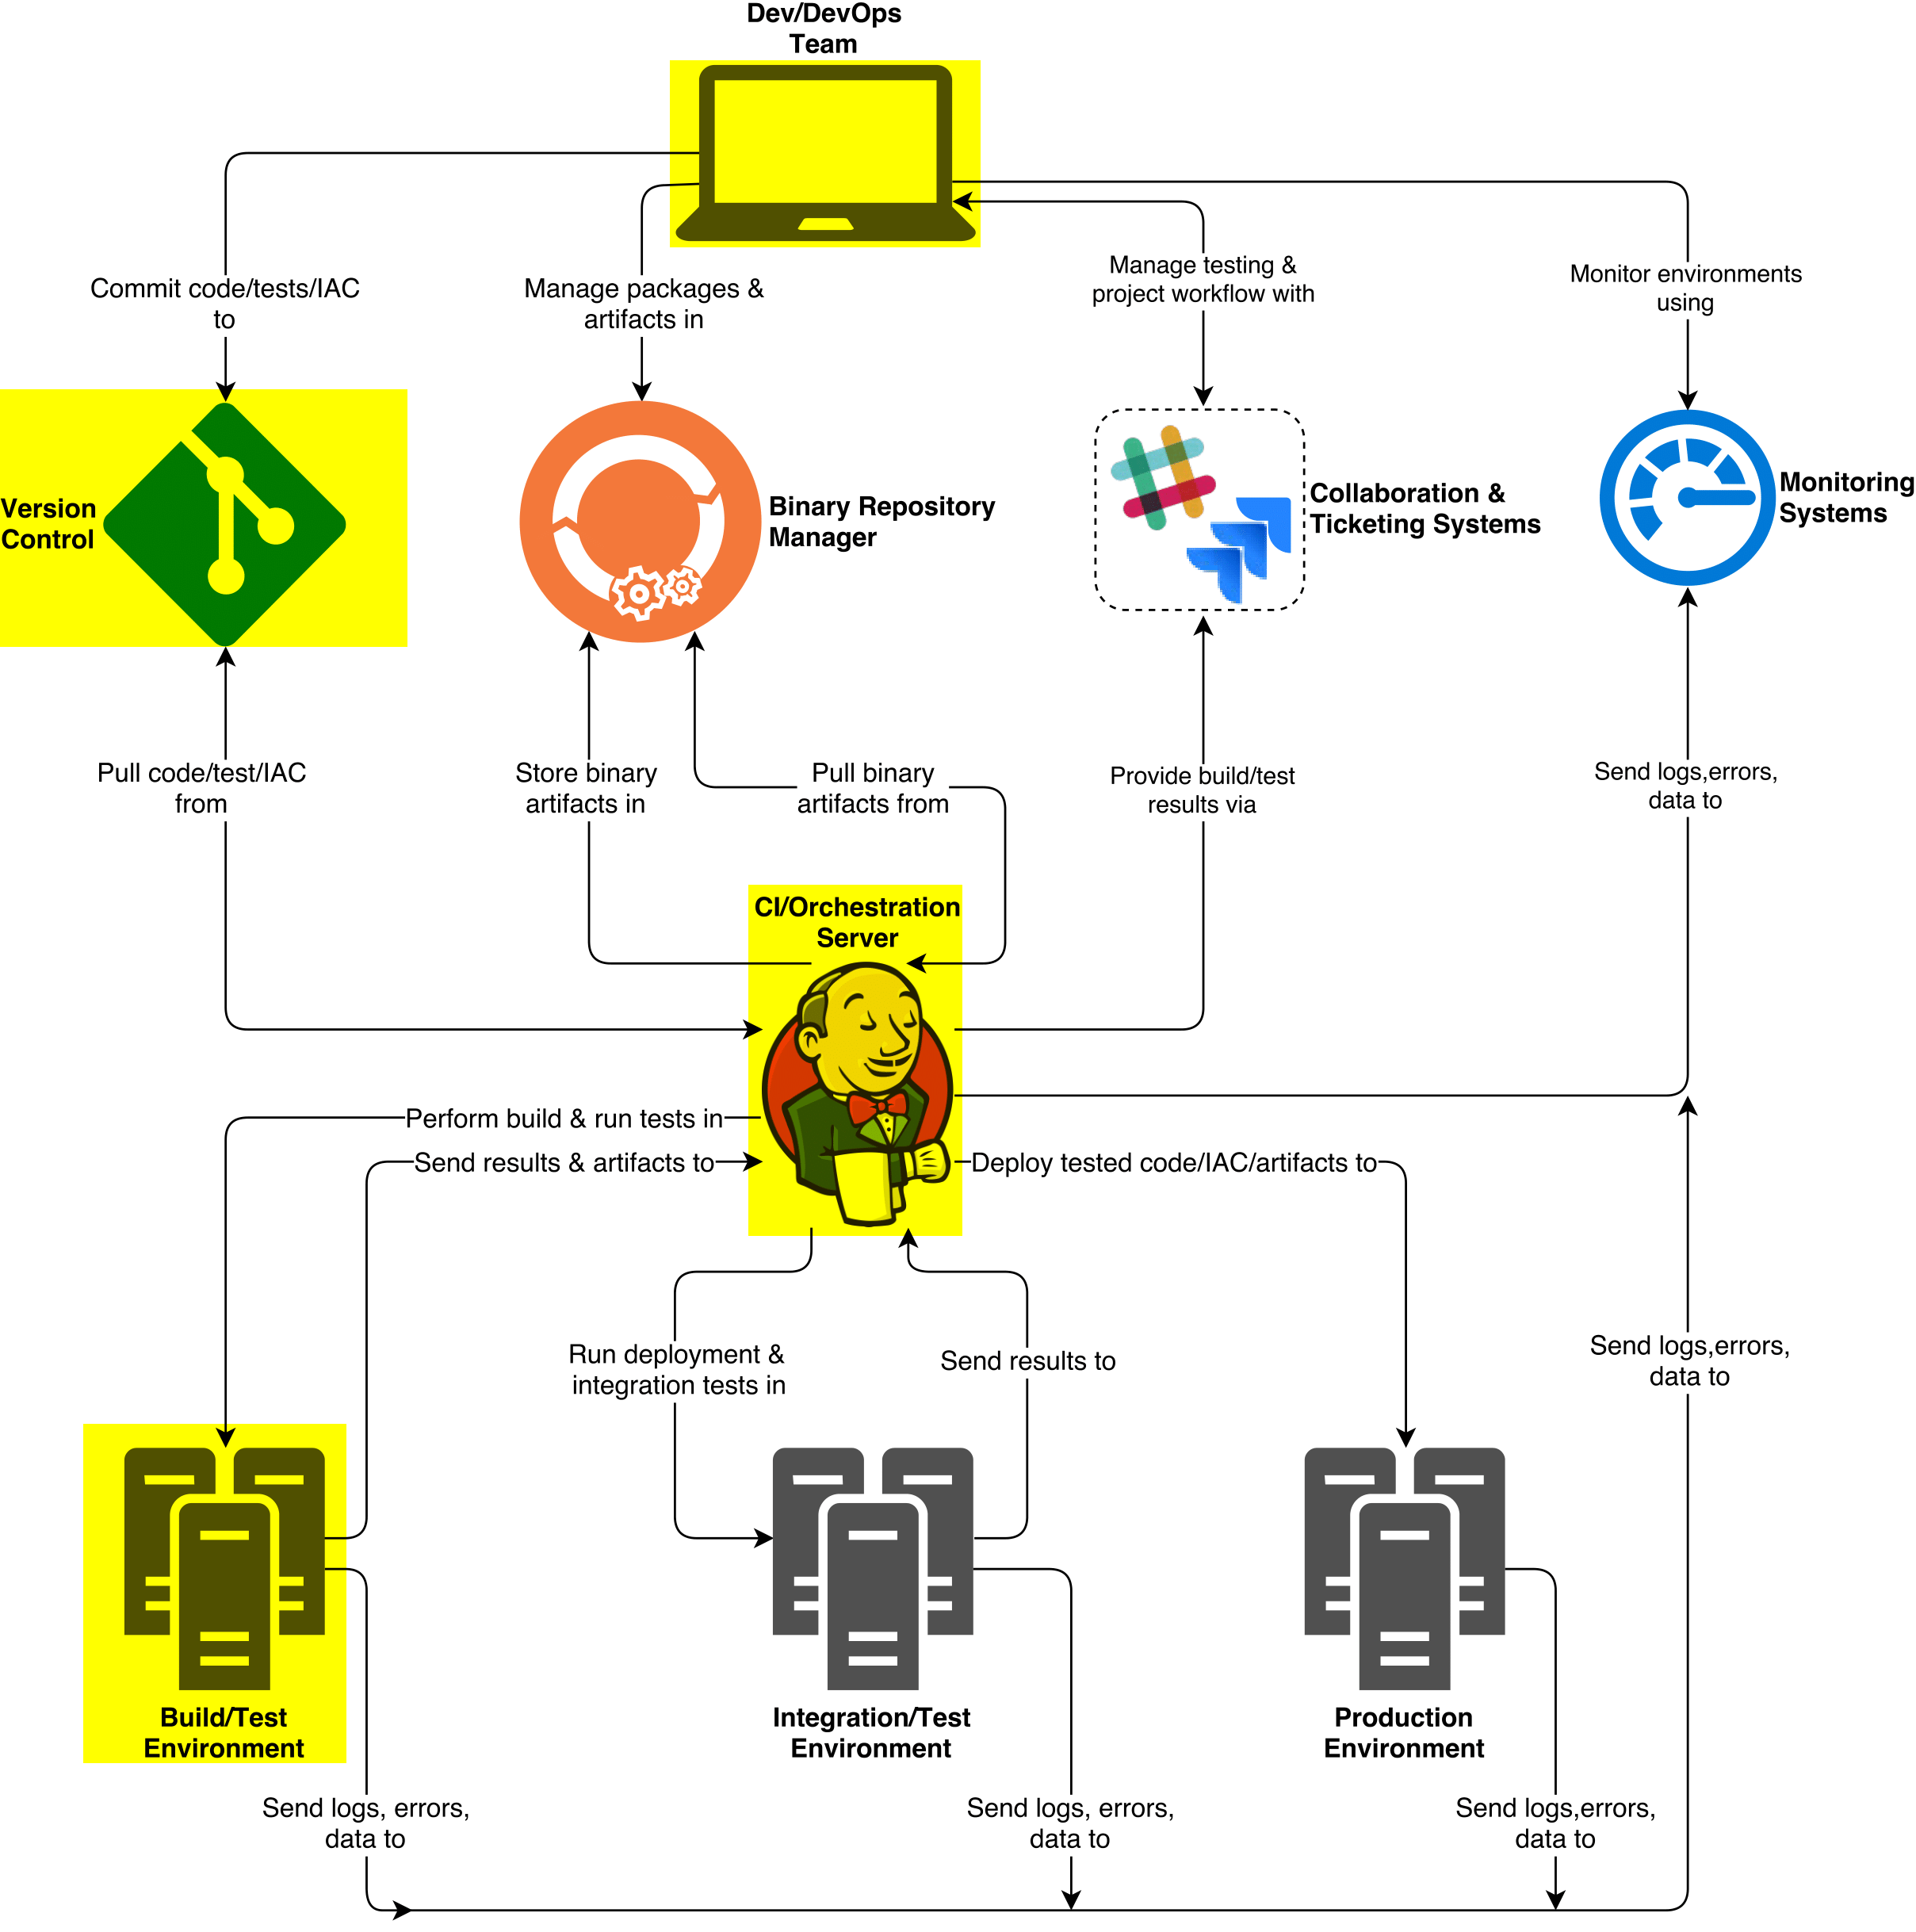 Dev/DevOps
Team
Commit code/tests/IAC
to
Manage packages &
artifacts in
Manage testing &
project workflow with
Monitor environments
using
Version
Control
Binary Repository
Manager
Collaboration &
Ticketing Systems
Monitoring
Systems
Pull code/test/IAC
from
Store binary
artifacts in
Pull binary
artifacts from
Provide build/test
results via
Send logs,errors,
data to
CI/Orchestration
Server
Perform build & run tests in
Send results & artifacts to
Deploy tested code/IAC/artifacts to
Run deployment &
integration tests in
Send results to
Send logs,errors,
data to
Build/Test
Environment
Integration/Test
Environment
Production
Environment
Send logs, errors,
data to
Send logs, errors,
data to
Send logs,errors,
data to